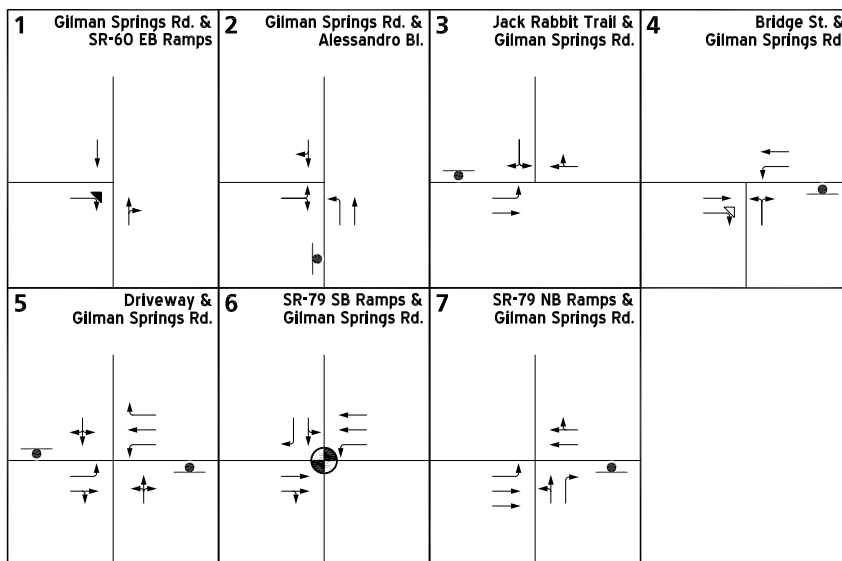 1
Gilman Springs Rd. &
SR-60 EB Ramps
2
Gilman Springs Rd. &
Alessandro Bl.
3
Jack Rabbit Trail &
Gilman Springs Rd.
4
Bridge St. &
Gilman Springs Rd
5
Driveway &
Gilman Springs Rd.
6
SR-79 SB Ramps &
Gilman Springs Rd.
7
SR-79 NB Ramps &
Gilman Springs Rd.